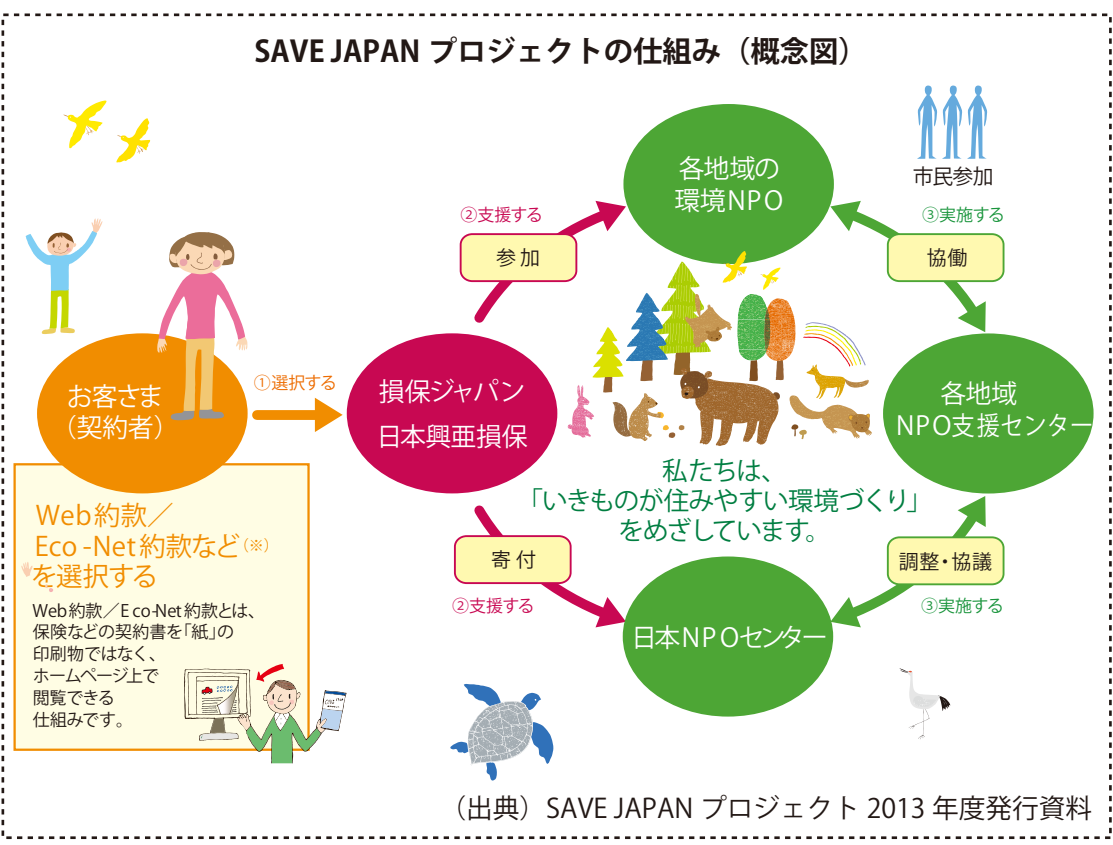 SAVE JAPAN プロジェクトの仕組み（概念図）
市民参加
各地域の
環境NPO
②支援する
参加
③実施する
協働
お客さま
（契約者）
①選択する
損保ジャパン
日本興亜損保
各地域
NPO支援センター
私たちは、
「いきものが住みやすい環境づくり」
をめざしています。
Web約款／
Eco-Net約款など(※)
を選択する
Web約款／Eco-Net約款とは、
保険などの契約書を「紙」の
印刷物ではなく、
ホームページ上で
閲覧できる
仕組みです。
寄付
②支援する
調整・協議
③実施する
日本NPOセンター
（出典）SAVE JAPAN プロジェクト 2013 年度発行資料